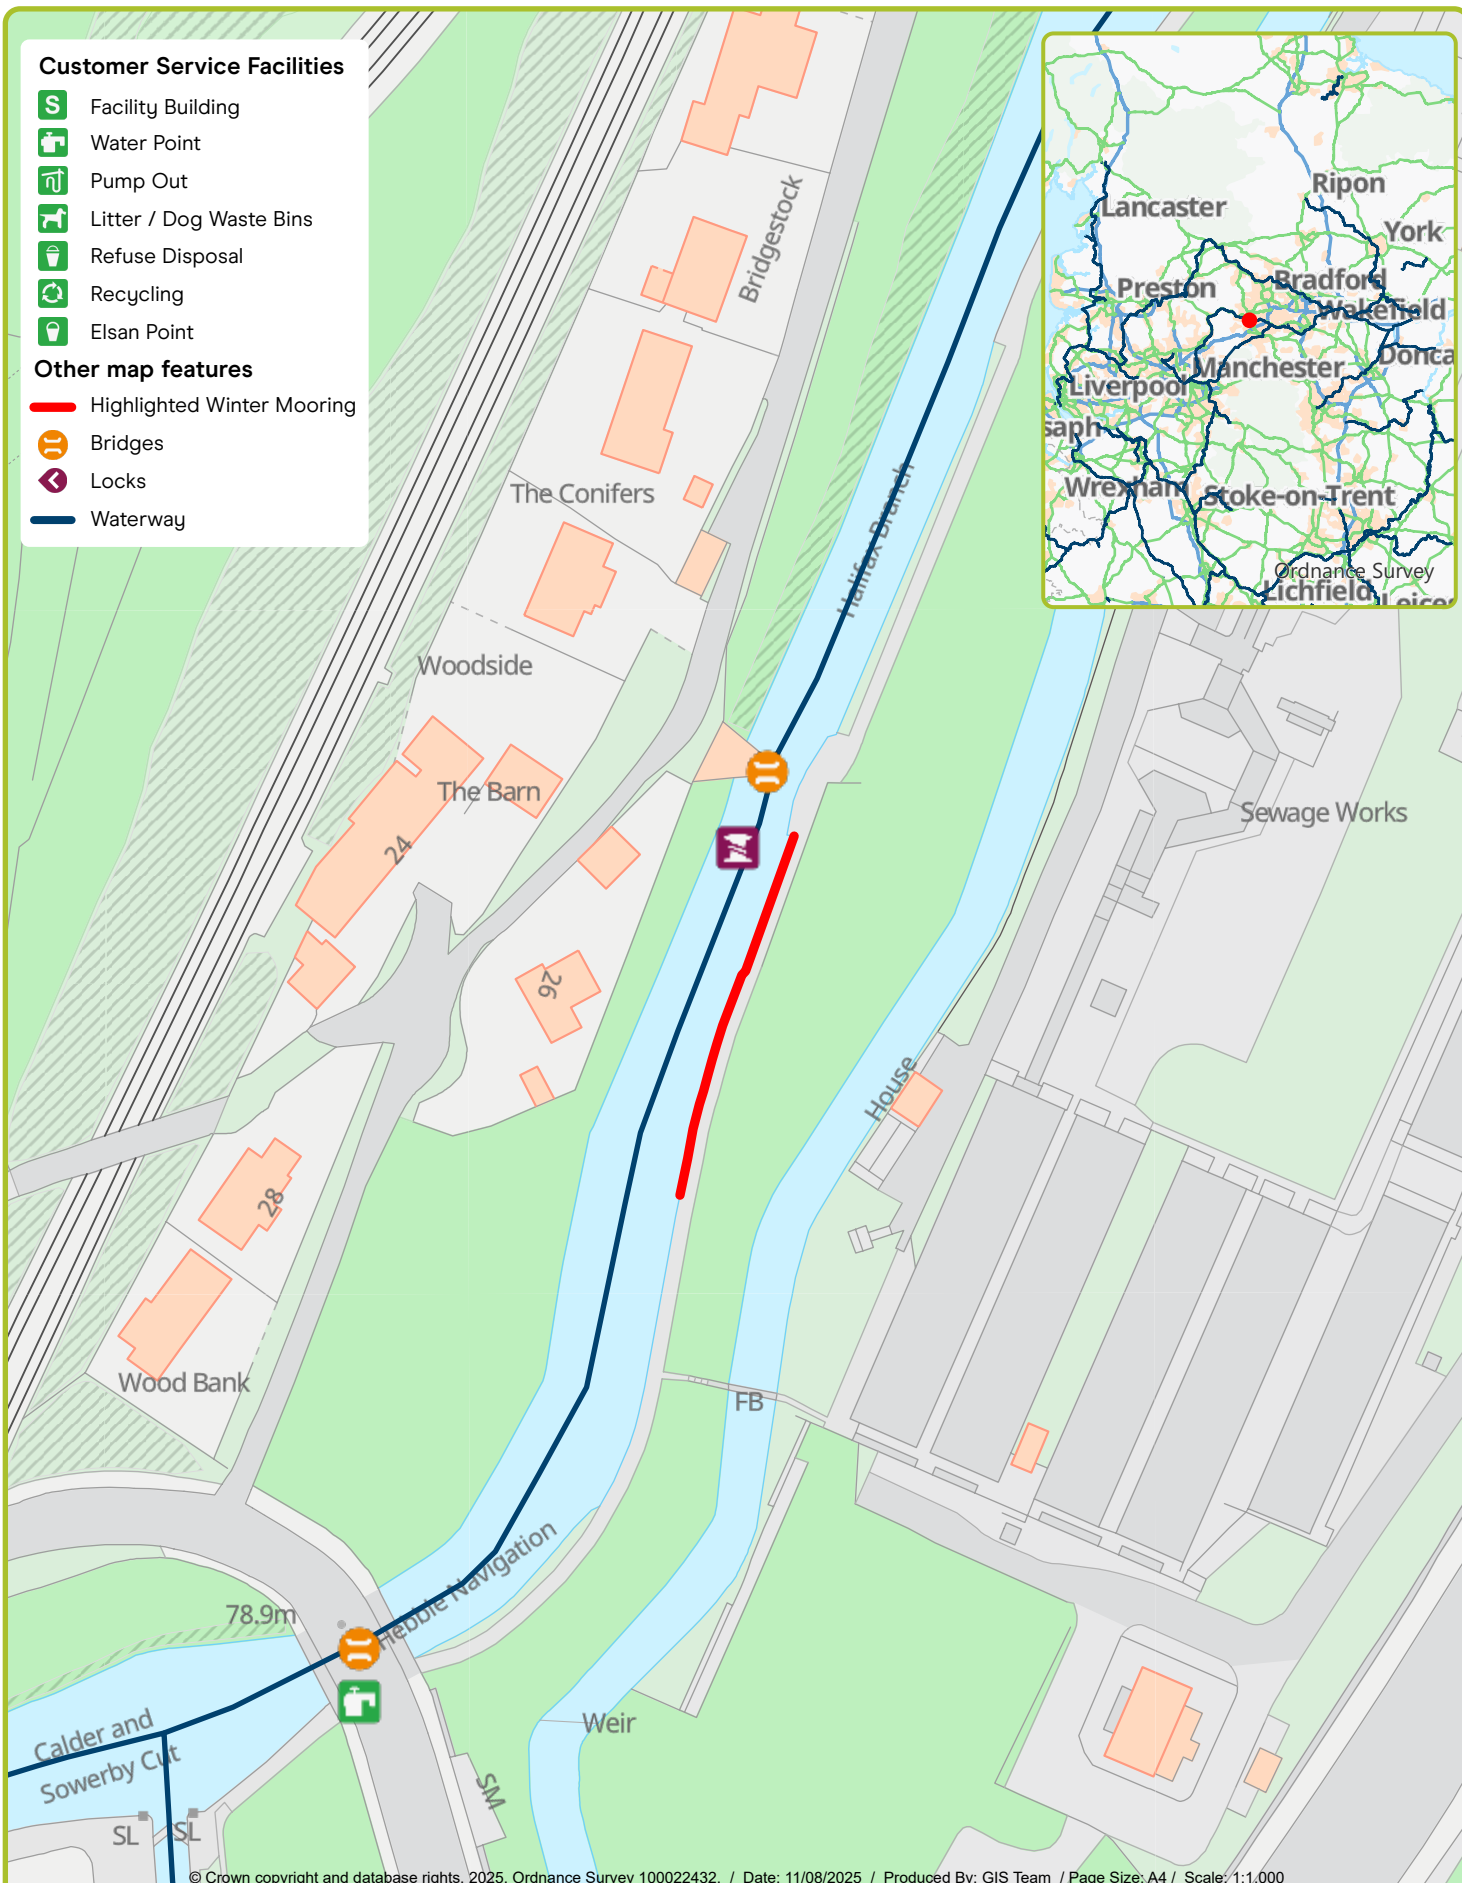 Customer Service Facilities
S
Facility Building
Water Point
Pump Out
Litter / Dog Waste Bins
Refuse Disposal
Recycling
Elsan Point
Other map features
Highlighted Winter Mooring
Bridges
Locks
Waterway
Ripon
Lancaster
York
Bradford
Preston
Wakefield
Donca
Manchester
Liverpool
saph
Wrexham
Stoke-on-Trent
Ordnance Survey
Lichfield
Leices
Bridgestock
The Conifers
Halifax Branch
Woodside
The Barn
24
Sewage Works
26
House
28
Wood Bank
FB
Hebble Navigation
78.9m
Calder and
Sowerby Cut
Weir
SM
SL
SL
© Crown copyright and database rights, 2025, Ordnance Survey 100022432. / Date: 11/08/2025 / Produced By: GIS Team / Page Size: A4 / Scale: 1:1,000